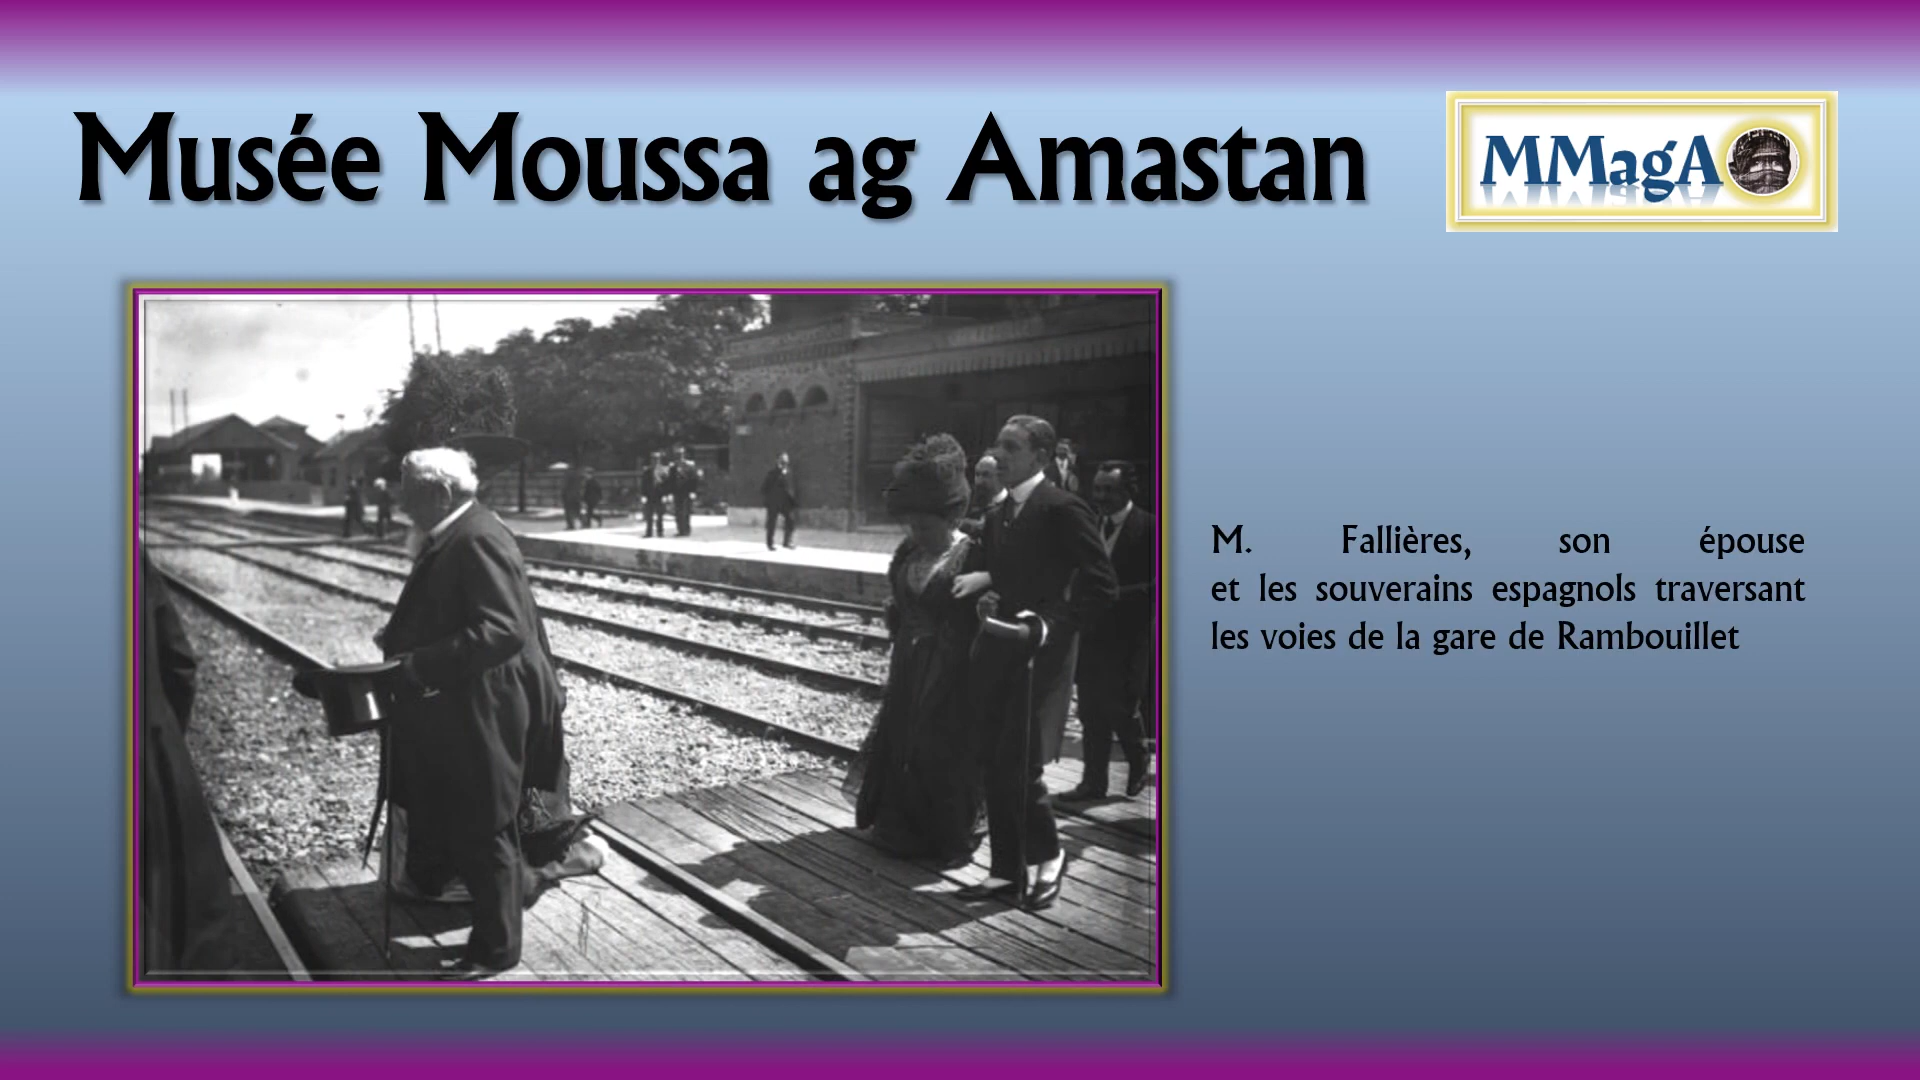 Musée Moussa ag Amastan
MMagA
M. Fallières, son épouse
et les souverains espagnols traversant
les voies de la gare de Rambouillet